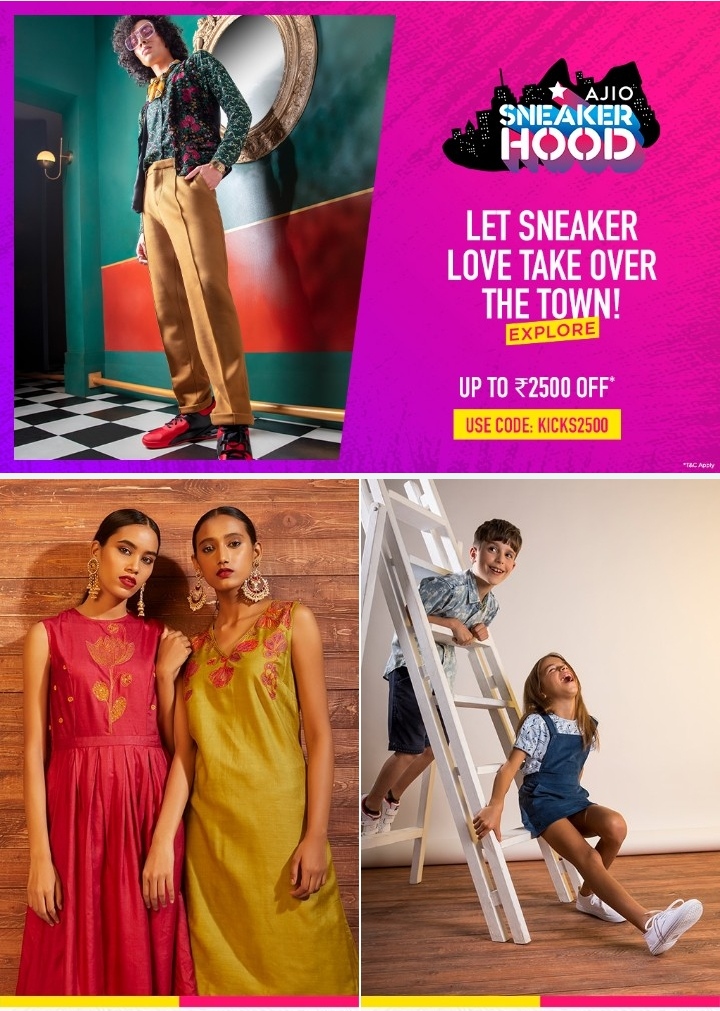 AJIO
SNEAKER
HOOD
LET SNEAKER
LOVE TAKE OVER
THE TOWN!
EXPLORE
UP TO ₹2500 OFF*
USE CODE: KICKS2500
*T&C Apply